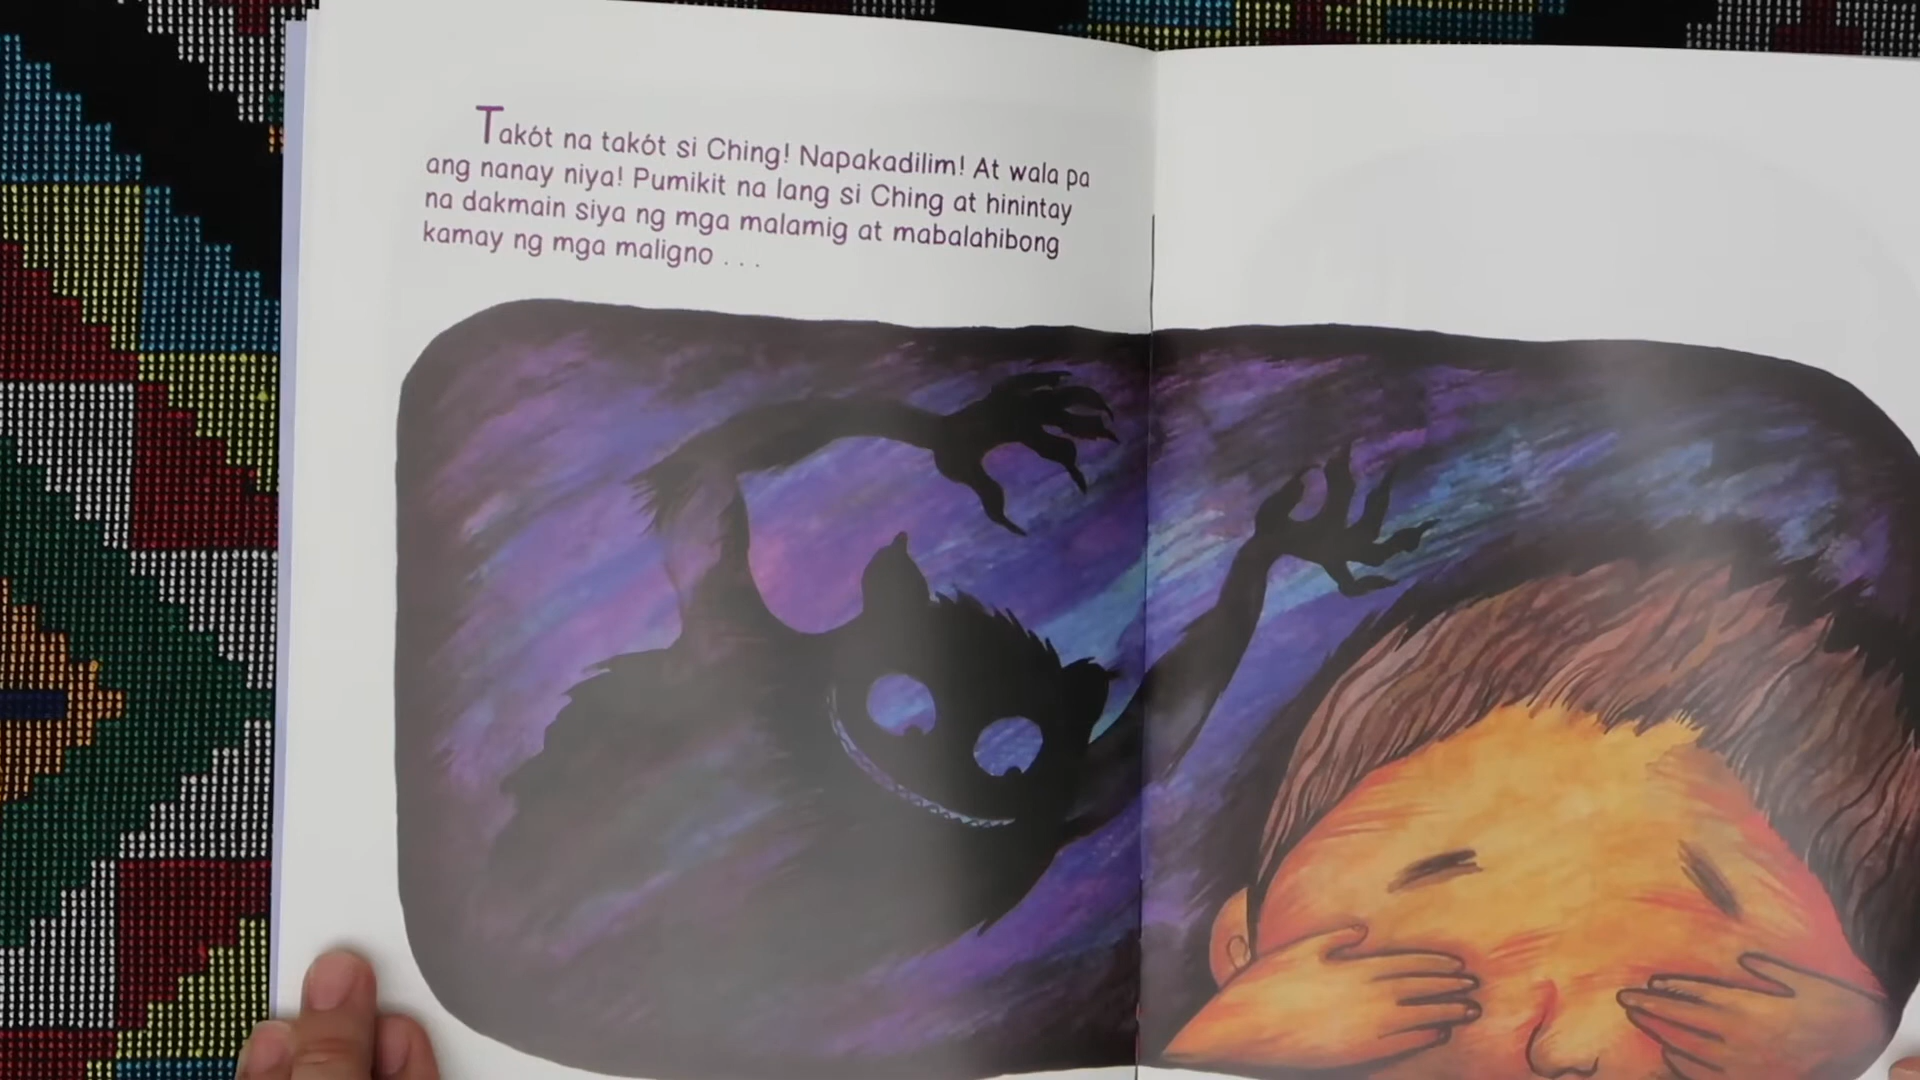 Takót na takót si Ching! Napakadilim! At wala pa
ang nanay niya! Pumikit na lang si Ching at hinintay
na dakmain siya ng mga malamig at mabalahibong
kamay ng mga maligno . . .